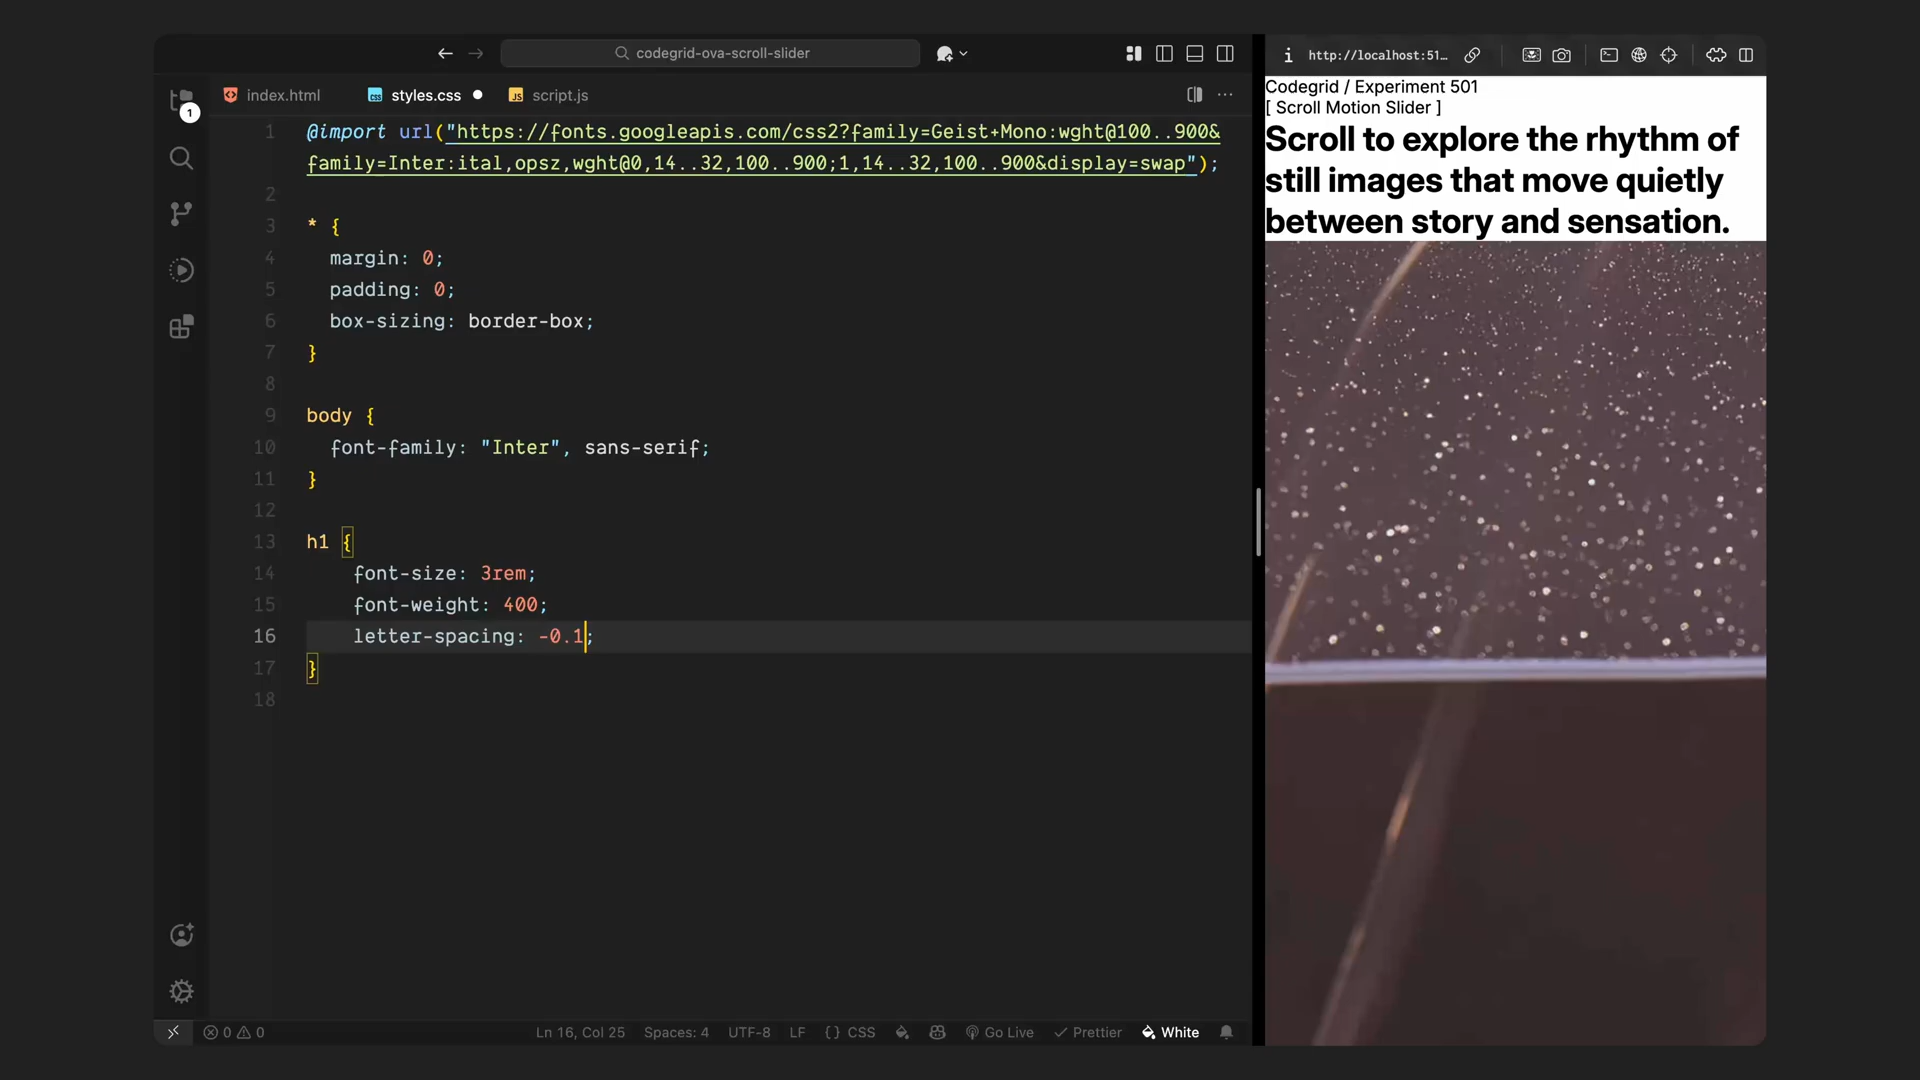 codegrid-ova-scroll-slider
http://localhost:51...
1
index.html
styles.css
script.js
1 @import url("https://fonts.googleapis.com/css2?family=Geist+Mono:wght@100..900&
family=Inter:ital,opsz,wght@0,14..32,100..900;1,14..32,100..900&display=swap");
2
3 * {
4 margin: 0;
5 padding: 0;
6 box-sizing: border-box;
7 }
8
9 body {
10 font-family: "Inter", sans-serif;
11 }
12
13 h1 {
14 font-size: 3rem;
15 font-weight: 400;
16 letter-spacing: -0.1;
17 }
18
Codegrid / Experiment 501
[ Scroll Motion Slider ]
Scroll to explore the rhythm of
still images that move quietly
between story and sensation.
0 0 Ln 16, Col 25 Spaces: 4 UTF-8 LF {} CSS Go Live Prettier White